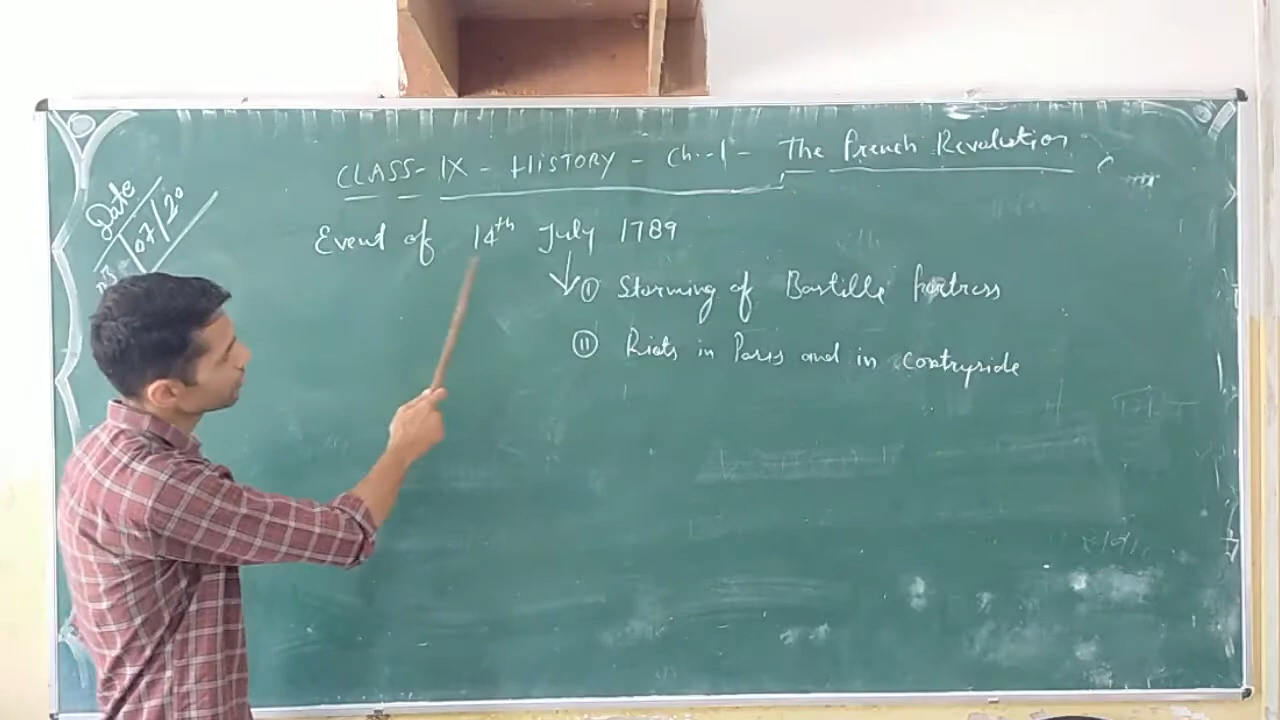 CLASS-IX - HISTORY - Ch.-1 - The French Revolution
Date
/07/20
Event of 14th July 1789
(I) Storming of Bastille fortress
(II) Riots in Paris and in contryside